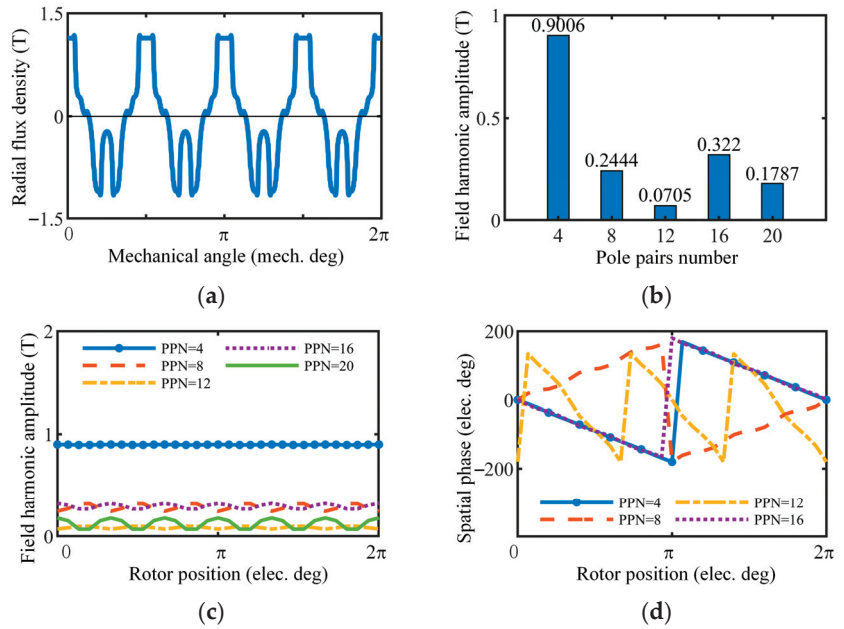 1.5
0
−1.5
Radial flux density (T)
0
π
2π
Mechanical angle (mech. deg)
(a)
1
0.5
0
Field harmonic amplitude (T)
0.9006
0.2444
0.0705
0.322
0.1787
4
8
12
16
20
Pole pairs number
(b)
2
1
0
Field harmonic amplitude (T)
PPN=4
PPN=16
PPN=8
PPN=20
PPN=12
0
π
2π
Rotor position (elec. deg)
(c)
200
0
−200
Spatial phase (elec. deg)
PPN=4
PPN=12
PPN=8
PPN=16
0
π
2π
Rotor position (elec. deg)
(d)